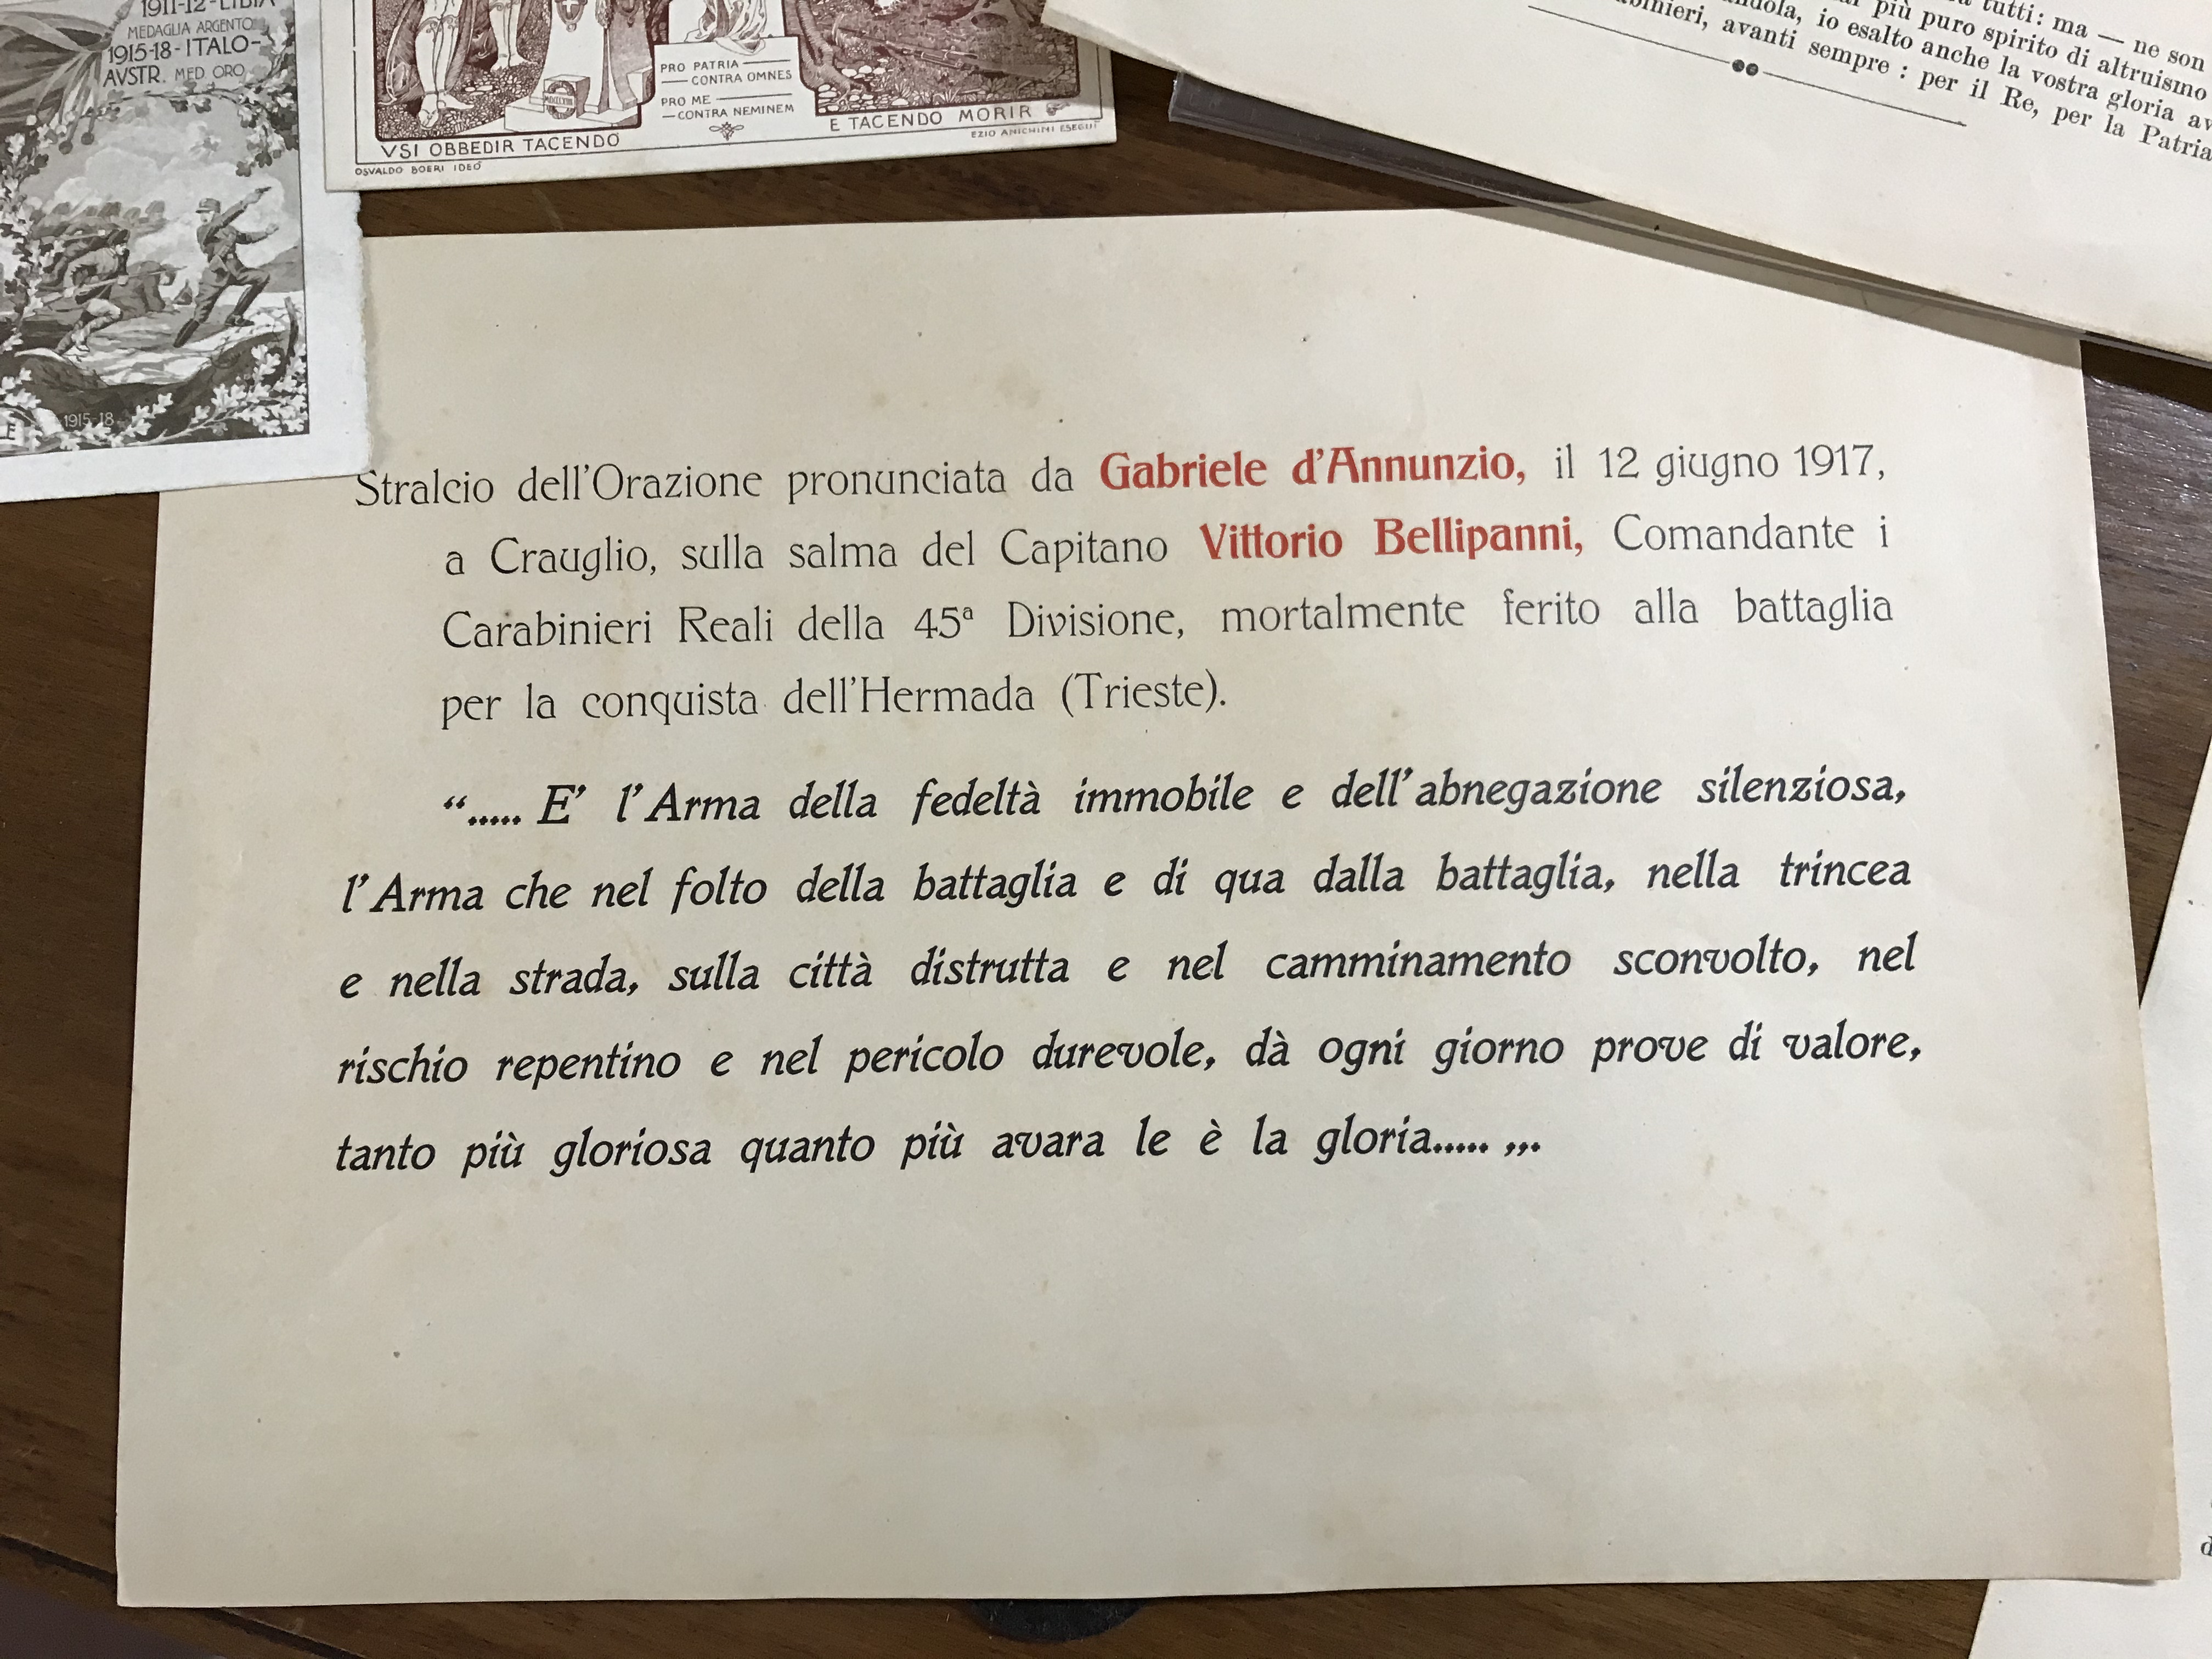 1911-12-LIBIA
MEDAGLIA ARGENTO
1915-18-ITALO-
AVSTR. MED ORO
1915-18
PRO PATRIA
CONTRA OMNES
PRO ME
CONTRA NEMINEM
VSI OBBEDIR TACENDO
E TACENDO MORIR
OSVALDO BOERI IDEÒ
EZIO ANICHINI ESEGUÌ
tutti: ma — ne son
più puro spirito di altruismo
io esalto anche la vostra gloria
avanti sempre : per il Re, per la Patria
Stralcio dell'Orazione pronunciata da Gabriele d'Annunzio, il 12 giugno 1917,
a Crauglio, sulla salma del Capitano Vittorio Bellipanni, Comandante i
Carabinieri Reali della 45ª Divisione, mortalmente ferito alla battaglia
per la conquista dell'Hermada (Trieste).
“..... E' l'Arma della fedeltà immobile e dell'abnegazione silenziosa,
l'Arma che nel folto della battaglia e di qua dalla battaglia, nella trincea
e nella strada, sulla città distrutta e nel camminamento sconvolto, nel
rischio repentino e nel pericolo durevole, dà ogni giorno prove di valore,
tanto più gloriosa quanto più avara le è la gloria..... „.